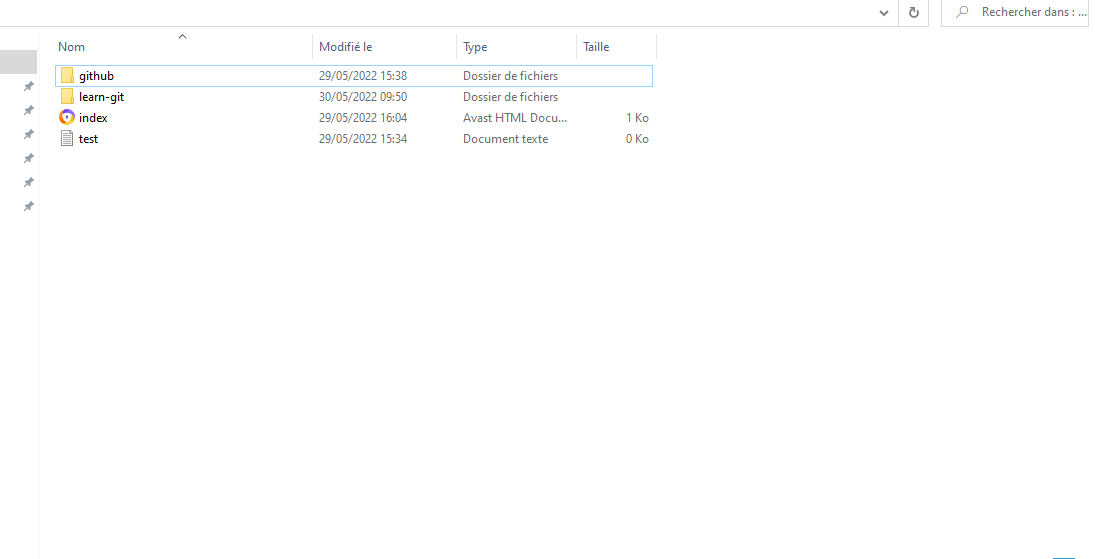 Rechercher dans : ...
Nom Modifié le Type Taille
github 29/05/2022 15:38 Dossier de fichiers
learn-git 30/05/2022 09:50 Dossier de fichiers
index 29/05/2022 16:04 Avast HTML Docu... 1 Ko
test 29/05/2022 15:34 Document texte 0 Ko